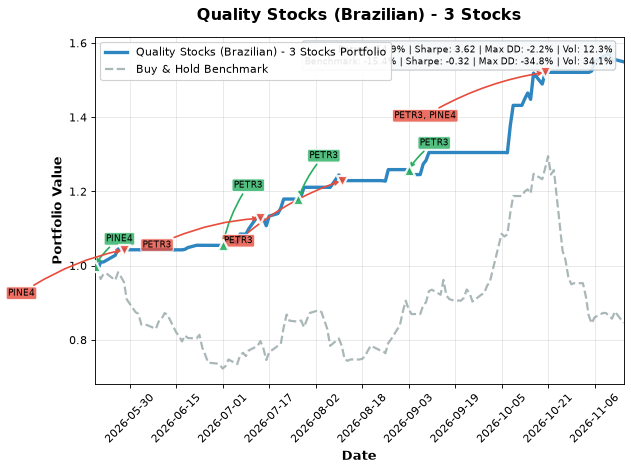 Quality Stocks (Brazilian) - 3 Stocks
Quality Stocks (Brazilian) - 3 Stocks Portfolio
Buy & Hold Benchmark
9% | Sharpe: 3.62 | Max DD: -2.2% | Vol: 12.3%
Benchmark: -15.4% | Sharpe: -0.32 | Max DD: -34.8% | Vol: 34.1%
PETR3, PINE4
PETR3
PETR3
PETR3
PINE4
PETR3
PETR3
PINE4
Portfolio Value
1.6
1.4
1.2
1.0
0.8
2026-05-30
2026-06-15
2026-07-01
2026-07-17
2026-08-02
2026-08-18
2026-09-03
2026-09-19
2026-10-05
2026-10-21
2026-11-06
Date